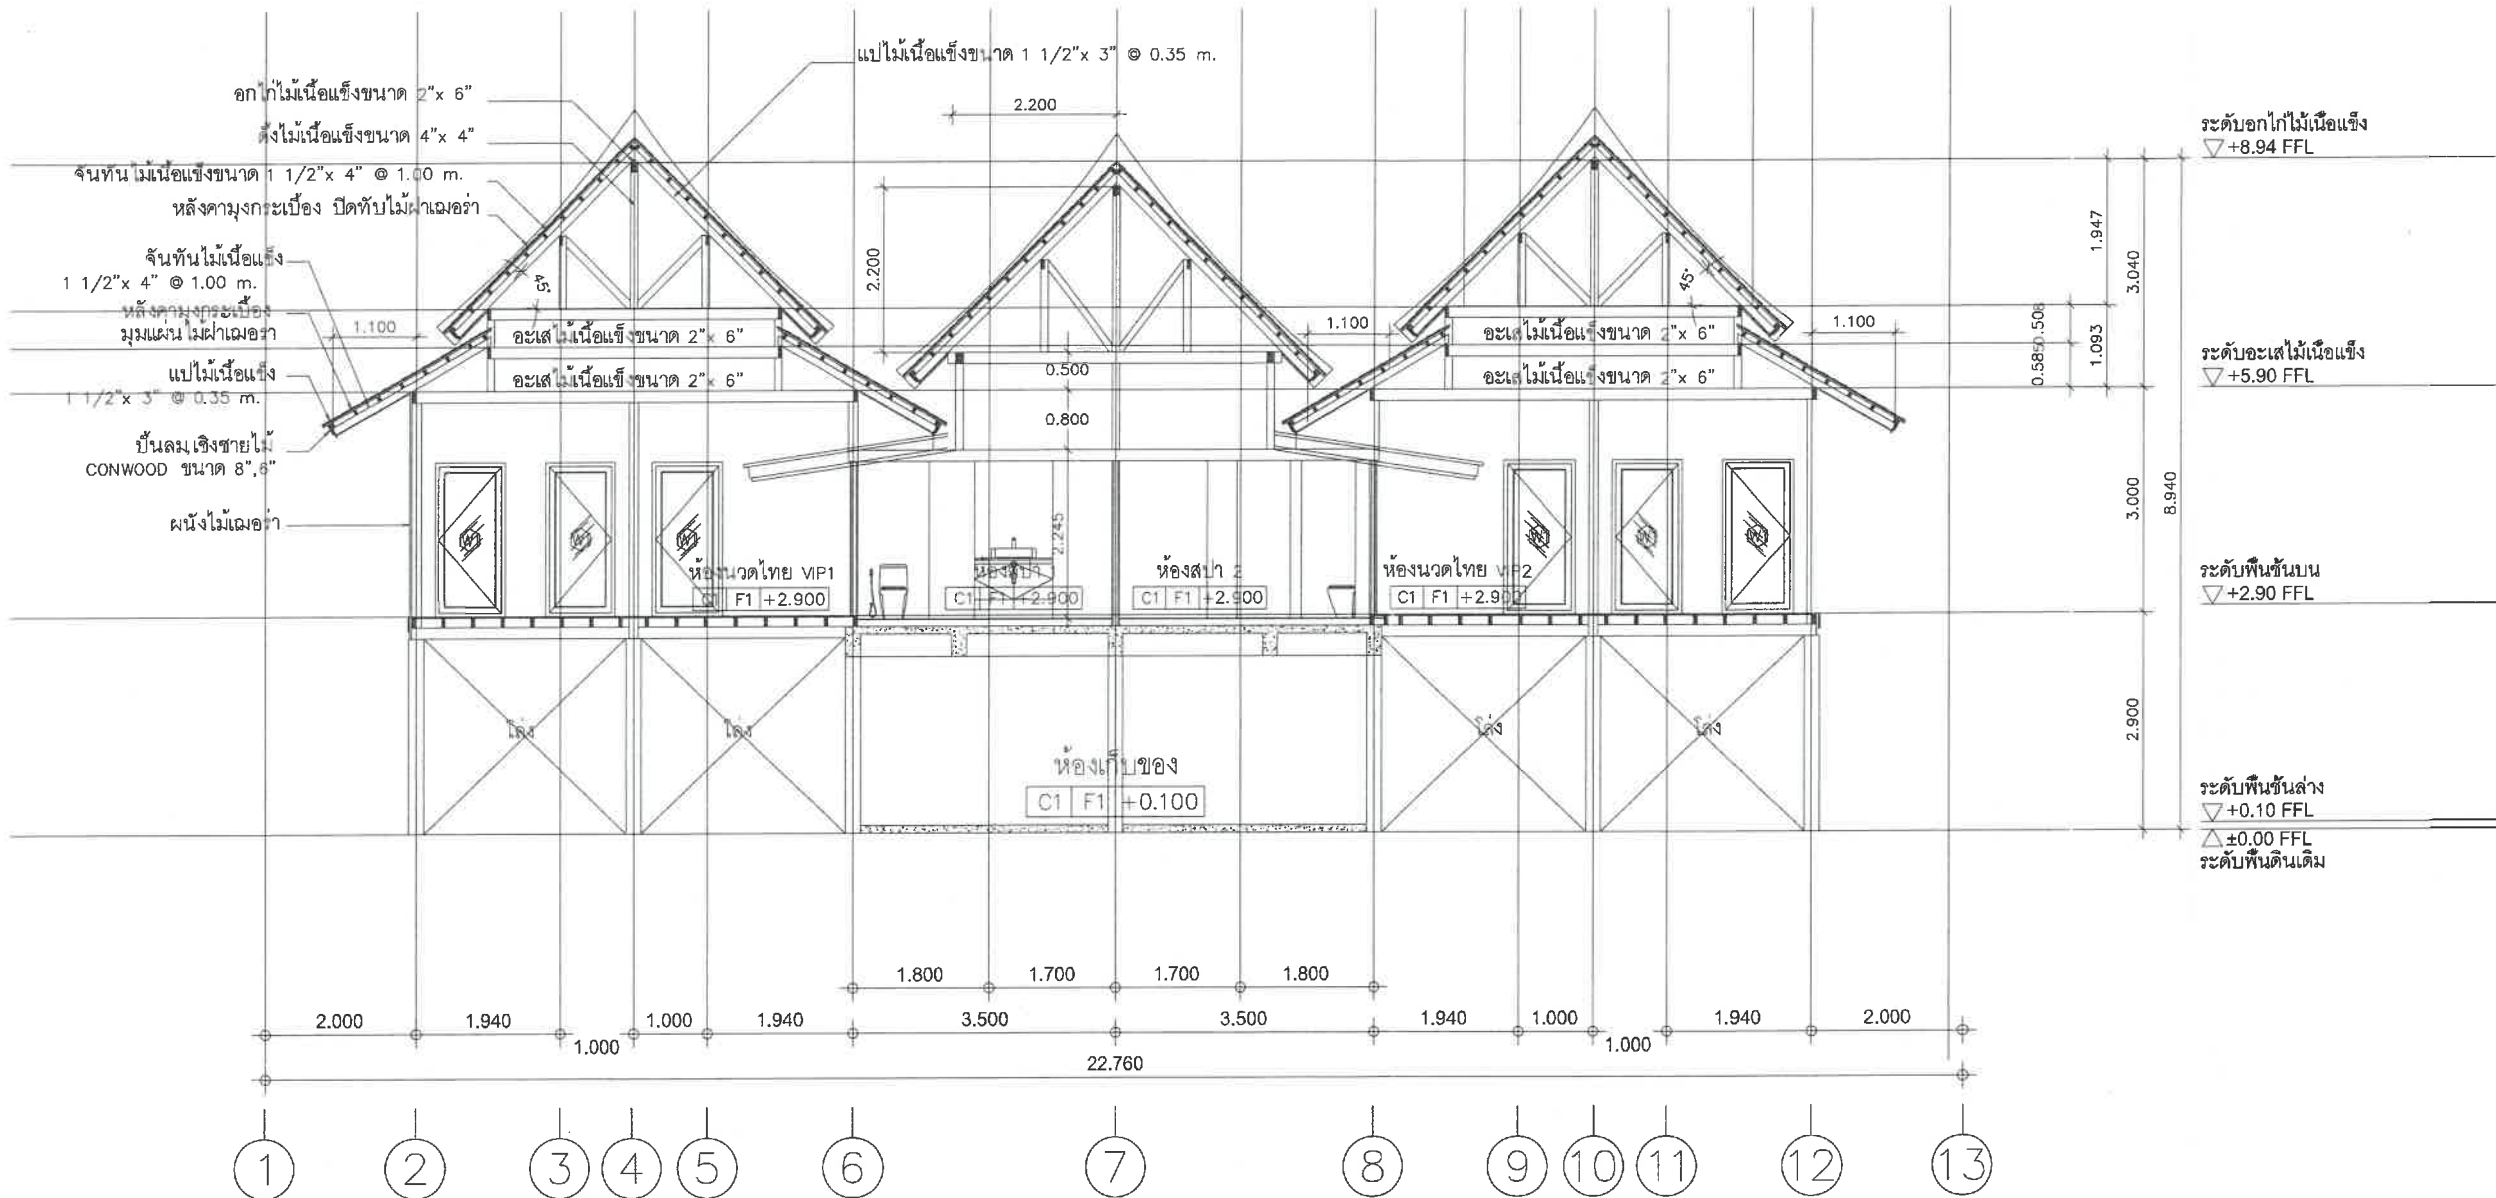 แปไม้เนื้อแข็งขนาด 1 1/2"x 3" @ 0.35 m.
อกไก่ไม้เนื้อแข็งขนาด 2"x 6"
ดั้งไม้เนื้อแข็งขนาด 4"x 4"
จันทันไม้เนื้อแข็งขนาด 1 1/2"x 4" @ 1.00 m.
หลังคามุงกระเบื้อง ปิดทับไม้ฝาเฌอร่า
จันทันไม้เนื้อแข็ง
1 1/2"x 4" @ 1.00 m.
หลังคามุงกระเบื้อง
มุมแผ่นไม้ฝาเฌอร่า
แปไม้เนื้อแข็ง
1 1/2"x 3" @ 0.35 m.
ปั้นลม,เชิงชายไม้
CONWOOD ขนาด 8",6"
ผนังไม้เฌอร่า
2.200
2.200
45°
45°
1.100
1.100
1.100
อะเสไม้เนื้อแข็งขนาด 2"x 6"
อะเสไม้เนื้อแข็งขนาด 2"x 6"
อะเสไม้เนื้อแข็งขนาด 2"x 6"
อะเสไม้เนื้อแข็งขนาด 2"x 6"
0.500
0.800
2.245
ห้องนวดไทย VIP1
C1 F1 +2.900
ห้องสปา
C1 F1 +2.900
ห้องสปา 2
C1 F1 +2.900
ห้องนวดไทย VIP2
C1 F1 +2.900
โล่ง
โล่ง
โล่ง
โล่ง
ห้องเก็บของ
C1 F1 +0.100
1.947
3.040
0.508
0.585
1.093
3.000
8.940
2.900
ระดับอกไก่ไม้เนื้อแข็ง
+8.94 FFL
ระดับอะเสไม้เนื้อแข็ง
+5.90 FFL
ระดับพื้นชั้นบน
+2.90 FFL
ระดับพื้นชั้นล่าง
+0.10 FFL
±0.00 FFL
ระดับพื้นดินเดิม
1.800 1.700 1.700 1.800
2.000 1.940 1.000 1.000 1.940 3.500 3.500 1.940 1.000 1.000 1.940 2.000
22.760
1 2 3 4 5 6 7 8 9 10 11 12 13